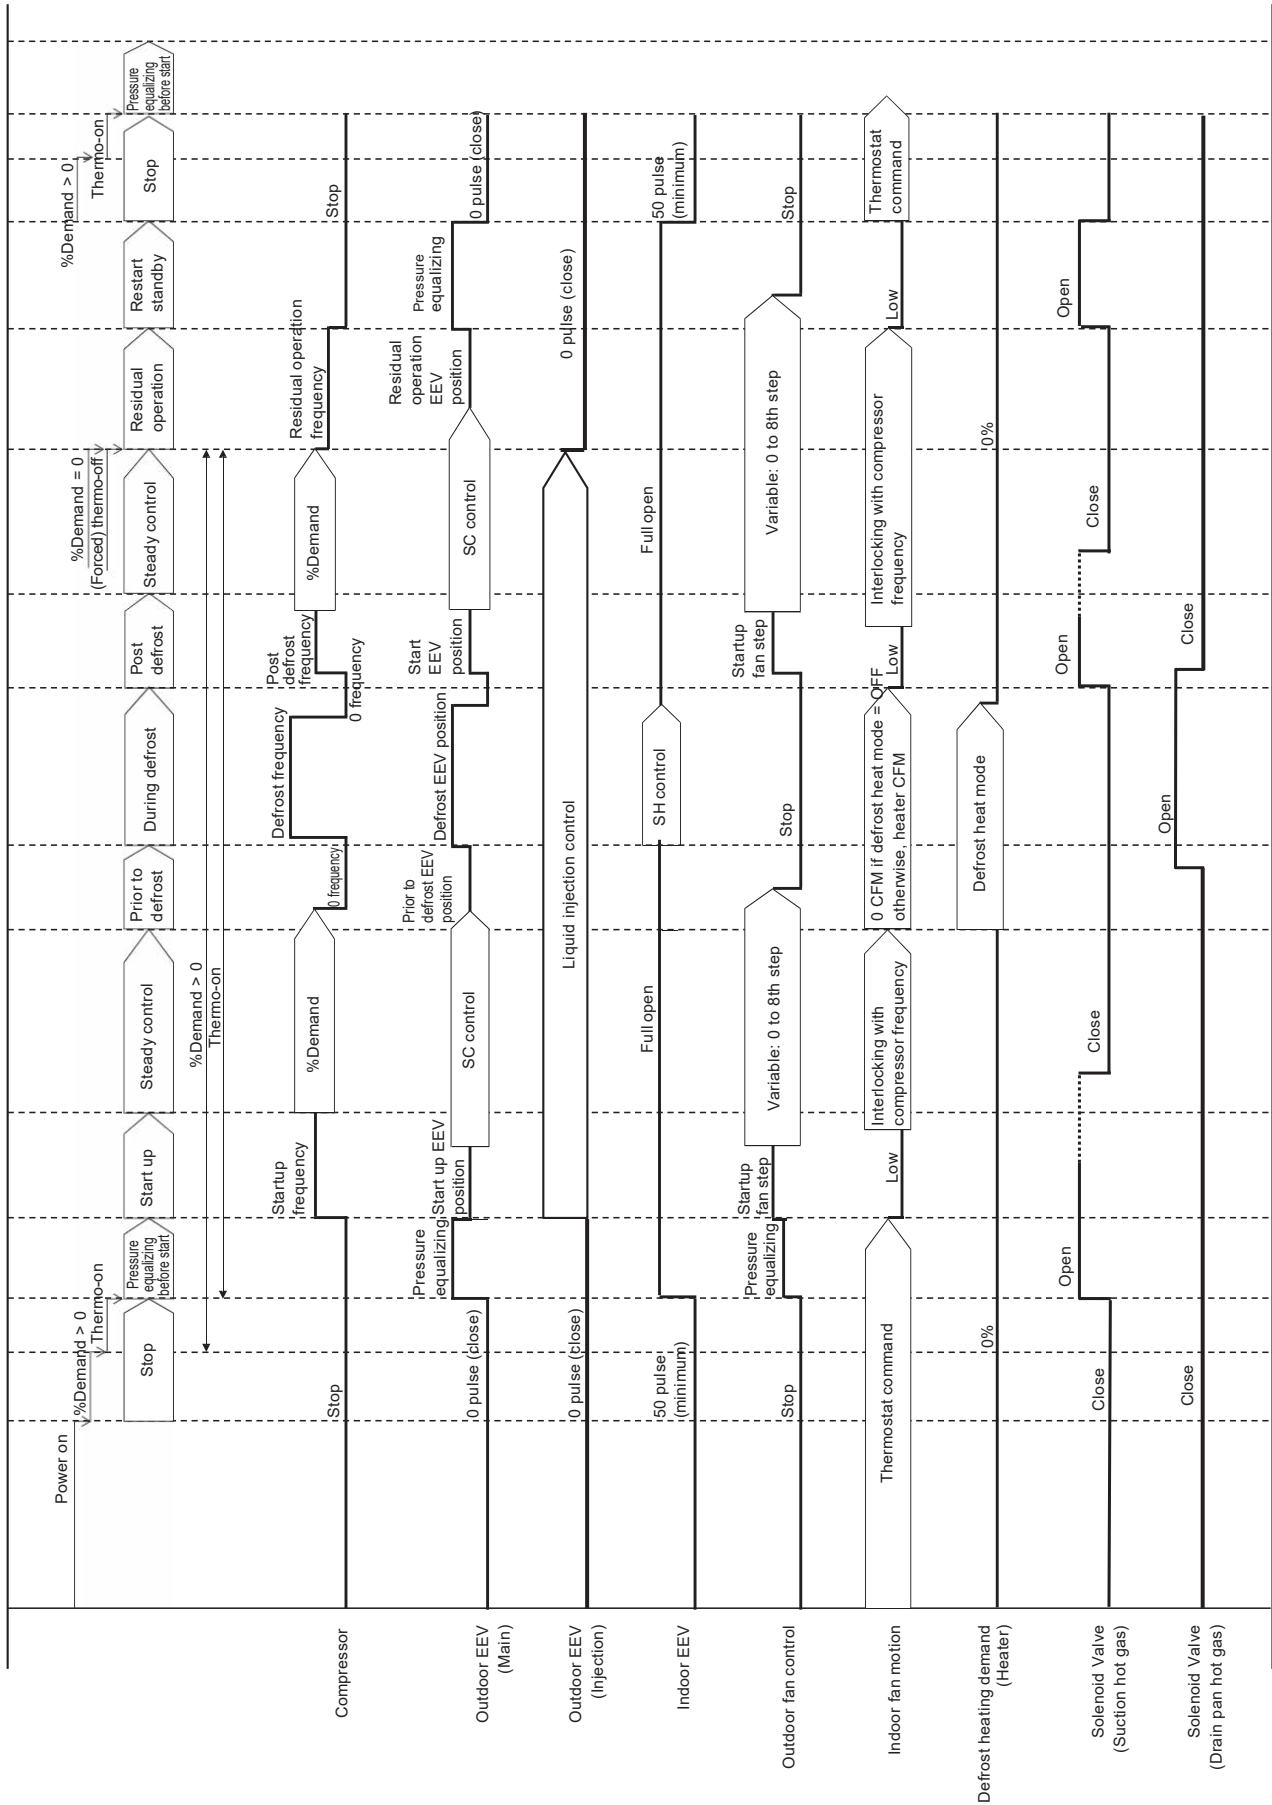 Power on
%Demand > 0
Thermo-on
%Demand = 0
(Forced) thermo-off
%Demand > 0
Thermo-on
Stop
Pressure
equalizing
before start
Start up
Steady control
Prior to
defrost
During defrost
Post
defrost
Steady control
Residual
operation
Restart
standby
Stop
Pressure
equalizing
before start
%Demand > 0
Thermo-on
Compressor
Stop
Startup
frequency
%Demand
0 frequency
Defrost frequency
0 frequency
Post
defrost
frequency
%Demand
Residual operation
frequency
Stop
Outdoor EEV
(Main)
0 pulse (close)
Pressure
equalizing
Start up EEV
position
SC control
Prior to
defrost EEV
position
Defrost EEV position
Start
EEV
position
SC control
Residual
operation
EEV
position
Pressure
equalizing
0 pulse (close)
Outdoor EEV
(Injection)
0 pulse (close)
Liquid injection control
0 pulse (close)
Indoor EEV
50 pulse
(minimum)
Full open
SH control
Full open
50 pulse
(minimum)
Outdoor fan control
Stop
Pressure
equalizing
Startup
fan step
Variable: 0 to 8th step
Stop
Startup
fan step
Variable: 0 to 8th step
Stop
Indoor fan motion
Thermostat command
Low
Interlocking with
compressor frequency
0 CFM if defrost heat mode = OFF
otherwise, heater CFM
Low
Interlocking with compressor
frequency
Low
Thermostat
command
Defrost heating demand
(Heater)
0%
Defrost heat mode
0%
Solenoid Valve
(Suction hot gas)
Close
Open
Close
Open
Close
Open
Solenoid Valve
(Drain pan hot gas)
Close
Open
Close